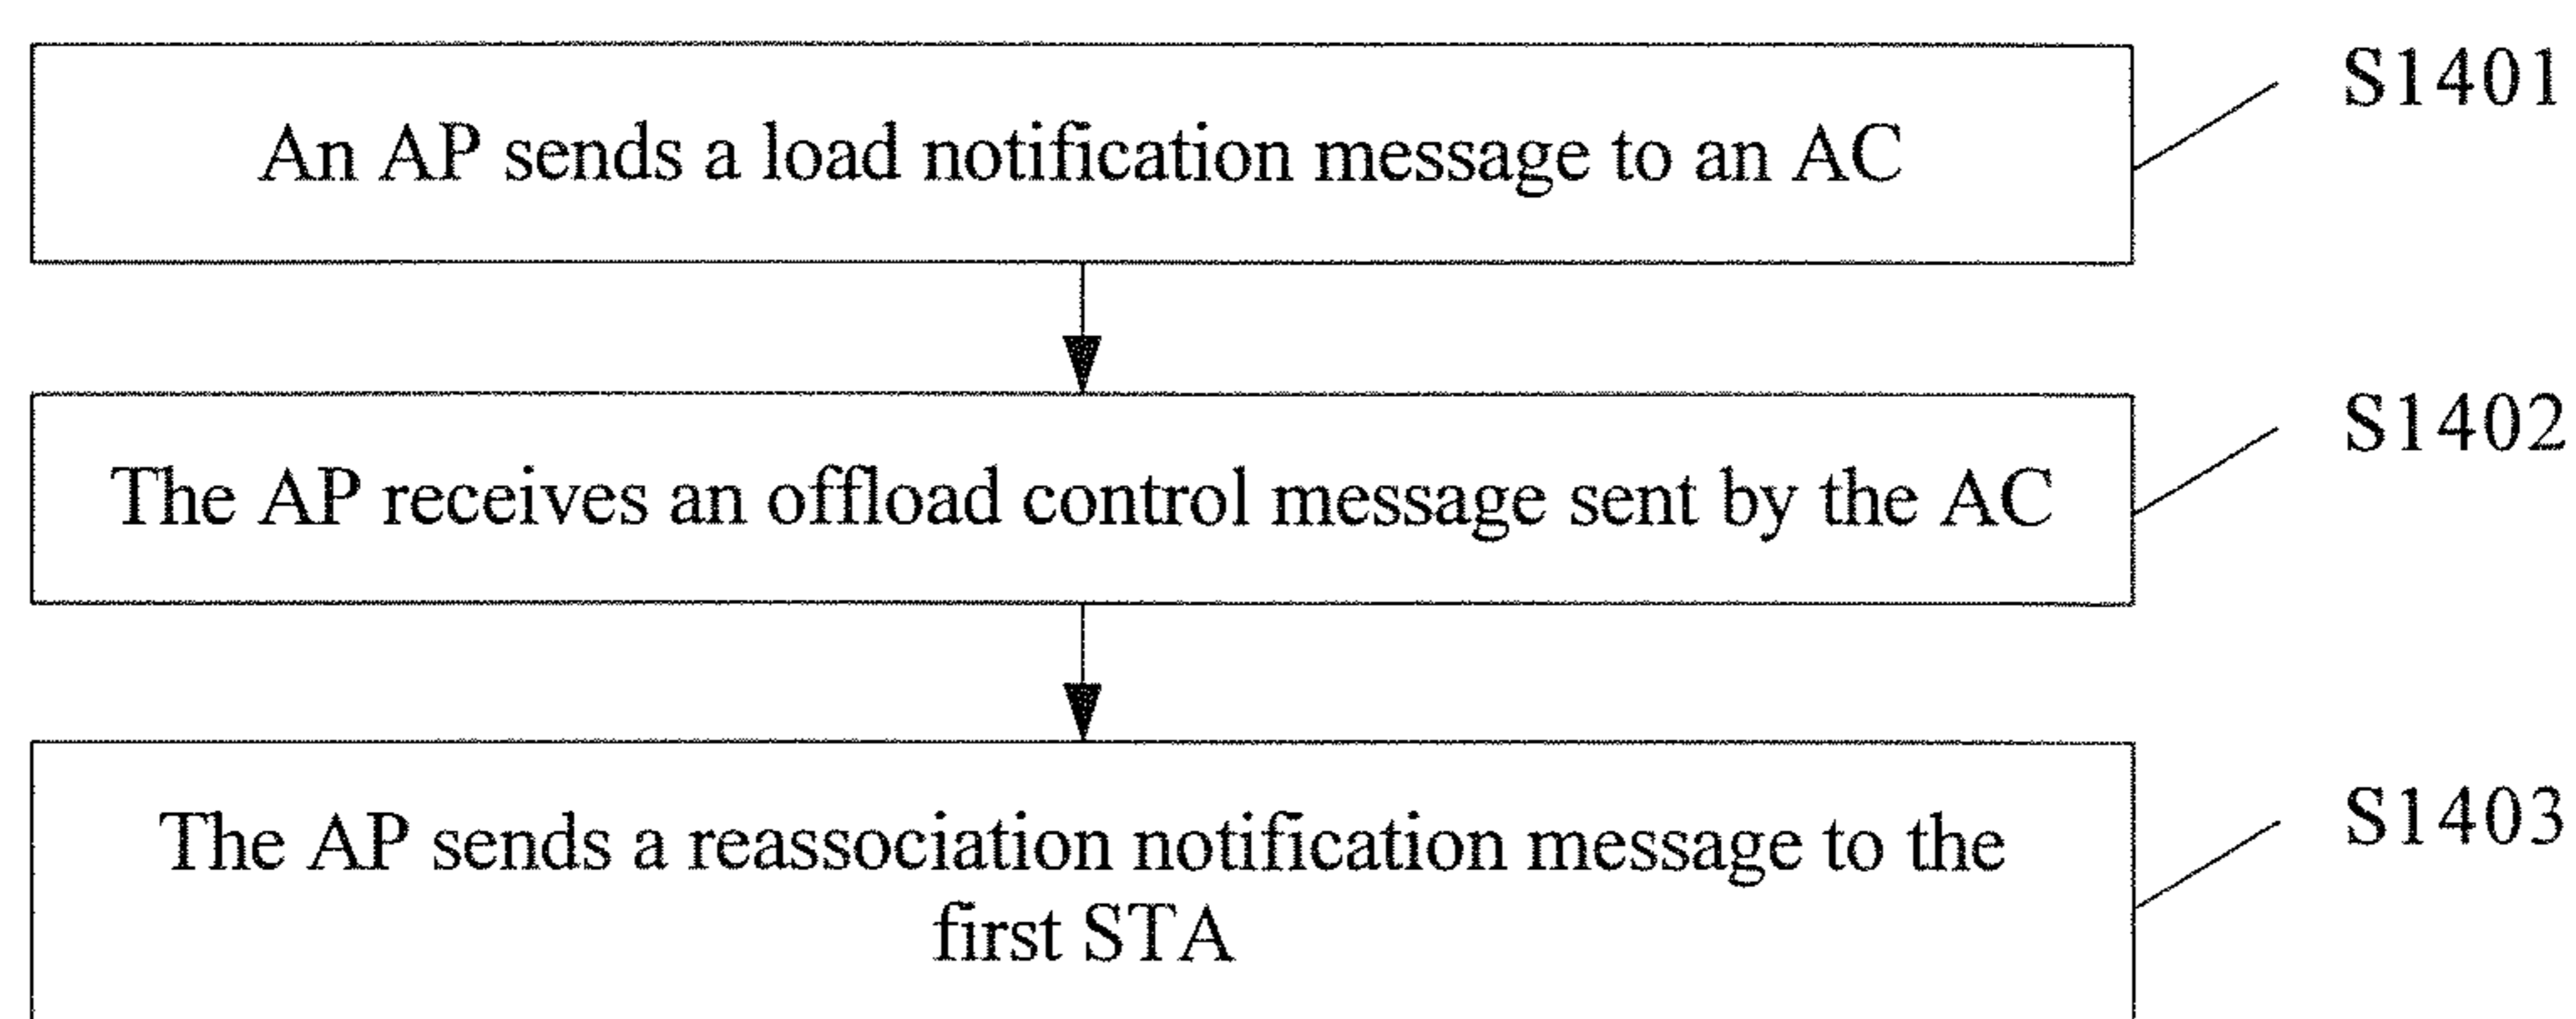 An AP sends a load notification message to an AC
S1401
The AP receives an offload control message sent by the AC
S1402
The AP sends a reassociation notification message to the
first STA
S1403